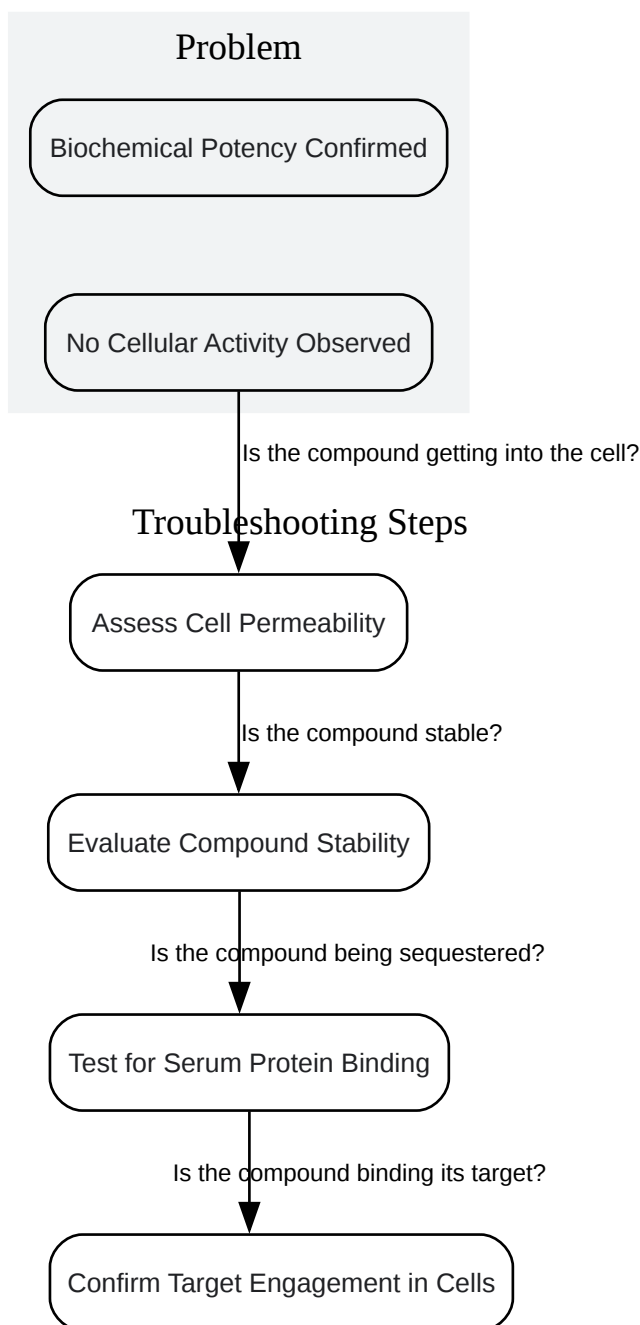 Problem
Biochemical Potency Confirmed
No Cellular Activity Observed
Is the compound getting into the cell?
Troubleshooting Steps
Assess Cell Permeability
Is the compound stable?
Evaluate Compound Stability
Is the compound being sequestered?
Test for Serum Protein Binding
Is the compound binding its target?
Confirm Target Engagement in Cells